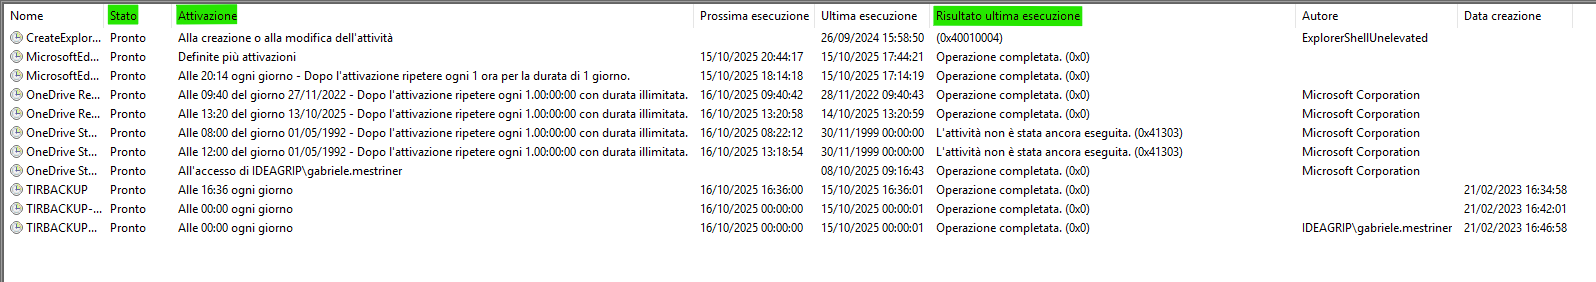 Nome Stato Attivazione Prossima esecuzione Ultima esecuzione Risultato ultima esecuzione Autore Data creazione
CreateExplor... Pronto Alla creazione o alla modifica dell'attività 26/09/2024 15:58:50 (0x40010004) ExplorerShellUnelevated
MicrosoftEd... Pronto Definite più attivazioni 15/10/2025 20:44:17 15/10/2025 17:44:21 Operazione completata. (0x0)
MicrosoftEd... Pronto Alle 20:14 ogni giorno - Dopo l'attivazione ripetere ogni 1 ora per la durata di 1 giorno. 15/10/2025 18:14:18 15/10/2025 17:14:19 Operazione completata. (0x0)
OneDrive Re... Pronto Alle 09:40 del giorno 27/11/2022 - Dopo l'attivazione ripetere ogni 1.00:00:00 con durata illimitata. 16/10/2025 09:40:42 28/11/2022 09:40:43 Operazione completata. (0x0) Microsoft Corporation
OneDrive Re... Pronto Alle 13:20 del giorno 13/10/2025 - Dopo l'attivazione ripetere ogni 1.00:00:00 con durata illimitata. 16/10/2025 13:20:58 14/10/2025 13:20:59 Operazione completata. (0x0) Microsoft Corporation
OneDrive St... Pronto Alle 08:00 del giorno 01/05/1992 - Dopo l'attivazione ripetere ogni 1.00:00:00 con durata illimitata. 16/10/2025 08:22:12 30/11/1999 00:00:00 L'attività non è stata ancora eseguita. (0x41303) Microsoft Corporation
OneDrive St... Pronto Alle 12:00 del giorno 01/05/1992 - Dopo l'attivazione ripetere ogni 1.00:00:00 con durata illimitata. 16/10/2025 13:18:54 30/11/1999 00:00:00 L'attività non è stata ancora eseguita. (0x41303) Microsoft Corporation
OneDrive St... Pronto All'accesso di IDEAGRIP\gabriele.mestriner 08/10/2025 09:16:43 Operazione completata. (0x0) Microsoft Corporation
TIRBACKUP Pronto Alle 16:36 ogni giorno 16/10/2025 16:36:00 15/10/2025 16:36:01 Operazione completata. (0x0) 21/02/2023 16:34:58
TIRBACKUP-... Pronto Alle 00:00 ogni giorno 16/10/2025 00:00:00 15/10/2025 00:00:01 Operazione completata. (0x0) 21/02/2023 16:42:01
TIRBACKUP... Pronto Alle 00:00 ogni giorno 16/10/2025 00:00:00 15/10/2025 00:00:01 Operazione completata. (0x0) IDEAGRIP\gabriele.mestriner 21/02/2023 16:46:58